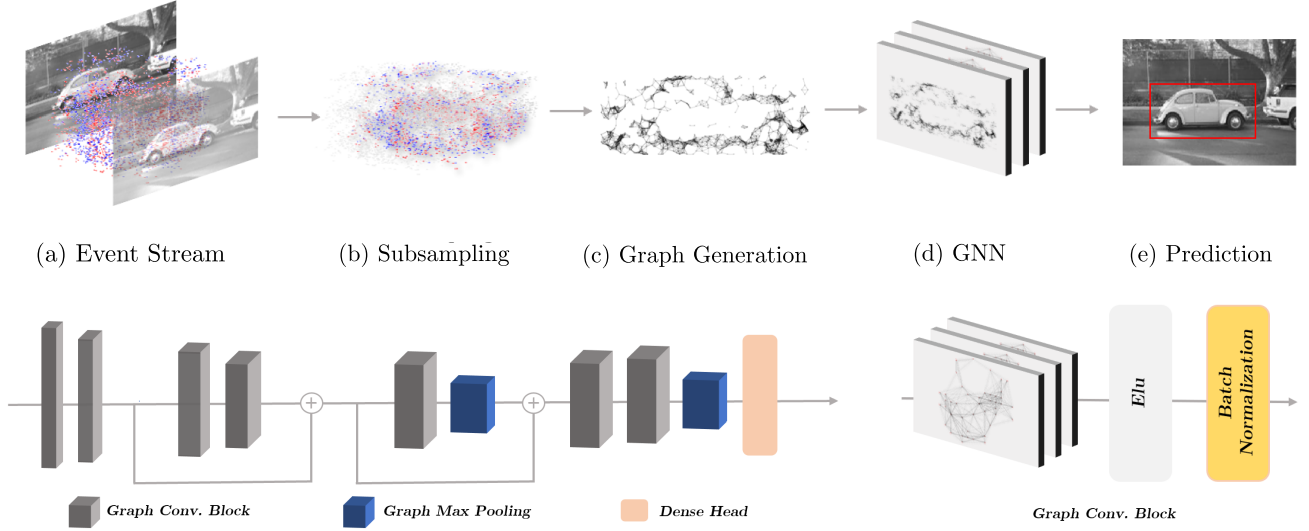 (a) Event Stream
(b) Subsampling
(c) Graph Generation
(d) GNN
(e) Prediction
Elu
Batch
Normalization
Graph Conv. Block
Graph Max Pooling
Dense Head
Graph Conv. Block